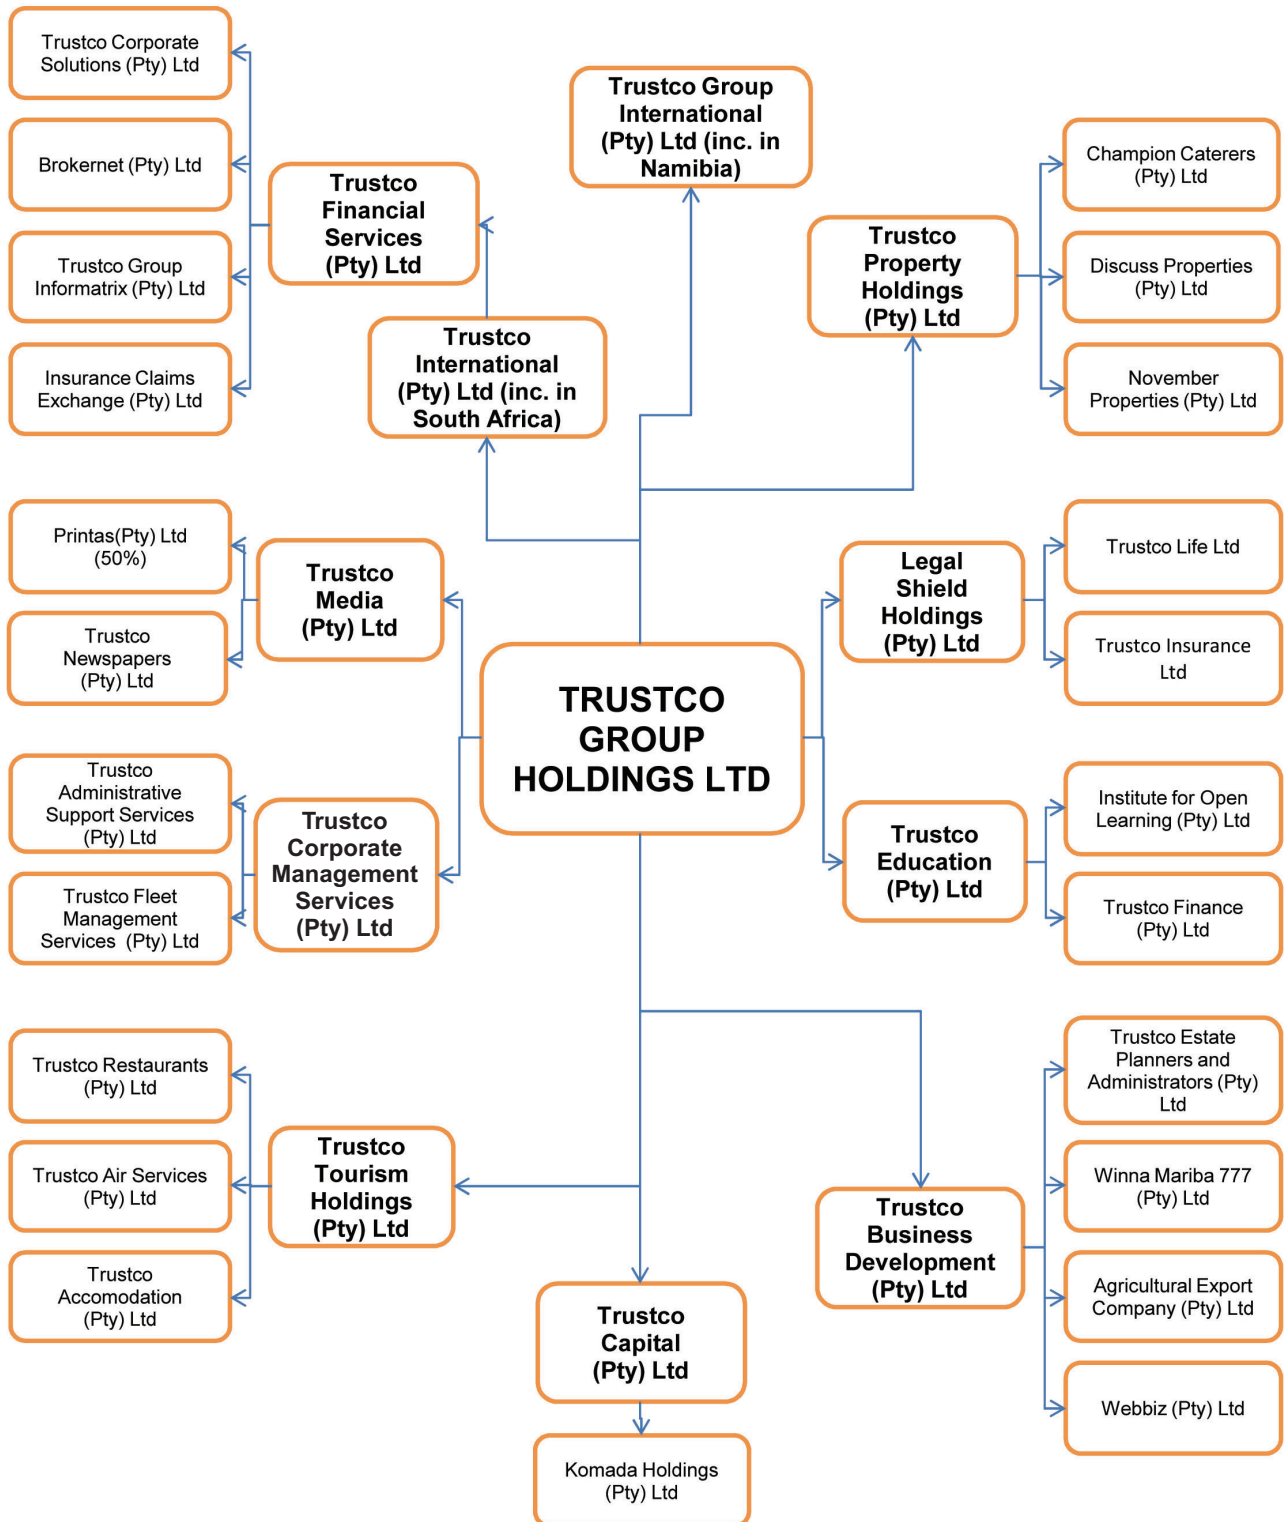 Trustco Corporate
Solutions (Pty) Ltd
Brokernet (Pty) Ltd
Trustco Group
Informatrix (Pty) Ltd
Insurance Claims
Exchange (Pty) Ltd
Trustco
Financial
Services
(Pty) Ltd
Trustco
International
(Pty) Ltd (inc. in
South Africa)
Trustco Group
International
(Pty) Ltd (inc. in
Namibia)
Trustco
Property
Holdings
(Pty) Ltd
Champion Caterers
(Pty) Ltd
Discuss Properties
(Pty) Ltd
November
Properties (Pty) Ltd
Printas(Pty) Ltd
(50%)
Trustco
Newspapers
(Pty) Ltd
Trustco
Media
(Pty) Ltd
Legal
Shield
Holdings
(Pty) Ltd
Trustco Life Ltd
Trustco Insurance
Ltd
TRUSTCO
GROUP
HOLDINGS LTD
Trustco
Administrative
Support Services
(Pty) Ltd
Trustco Fleet
Management
Services (Pty) Ltd
Trustco
Corporate
Management
Services
(Pty) Ltd
Trustco
Education
(Pty) Ltd
Institute for Open
Learning (Pty) Ltd
Trustco Finance
(Pty) Ltd
Trustco Restaurants
(Pty) Ltd
Trustco Air Services
(Pty) Ltd
Trustco
Accomodation
(Pty) Ltd
Trustco
Tourism
Holdings
(Pty) Ltd
Trustco
Capital
(Pty) Ltd
Komada Holdings
(Pty) Ltd
Trustco
Business
Development
(Pty) Ltd
Trustco Estate
Planners and
Administrators (Pty)
Ltd
Winna Mariba 777
(Pty) Ltd
Agricultural Export
Company (Pty) Ltd
Webbiz (Pty) Ltd